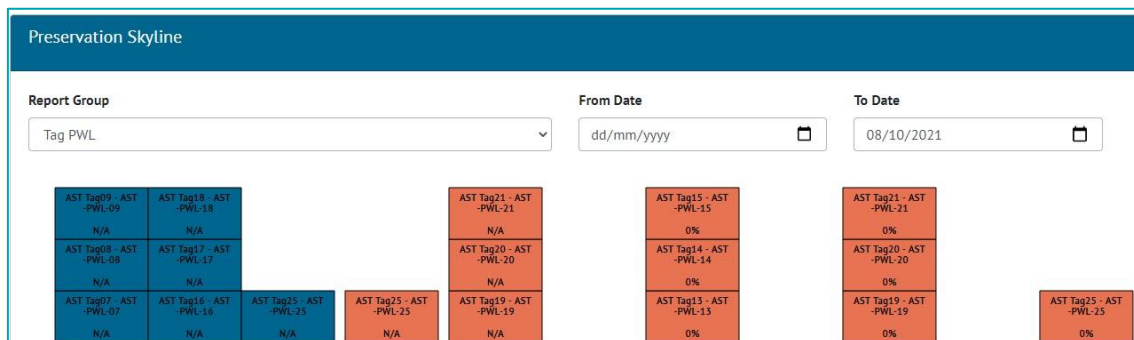 Preservation Skyline
Report Group
From Date
To Date
Tag PWL
dd/mm/yyyy
08/10/2021
AST Tag09 - AST
-PWL-09
N/A
AST Tag18 - AST
-PWL-18
N/A
AST Tag21 - AST
-PWL-21
N/A
AST Tag15 - AST
-PWL-15
0%
AST Tag21 - AST
-PWL-21
0%
AST Tag08 - AST
-PWL-08
N/A
AST Tag17 - AST
-PWL-17
N/A
AST Tag20 - AST
-PWL-20
N/A
AST Tag14 - AST
-PWL-14
0%
AST Tag20 - AST
-PWL-20
0%
AST Tag07 - AST
-PWL-07
N/A
AST Tag16 - AST
-PWL-16
N/A
AST Tag25 - AST
-PWL-25
N/A
AST Tag25 - AST
-PWL-25
N/A
AST Tag19 - AST
-PWL-19
N/A
AST Tag13 - AST
-PWL-13
0%
AST Tag19 - AST
-PWL-19
0%
AST Tag25 - AST
-PWL-25
0%